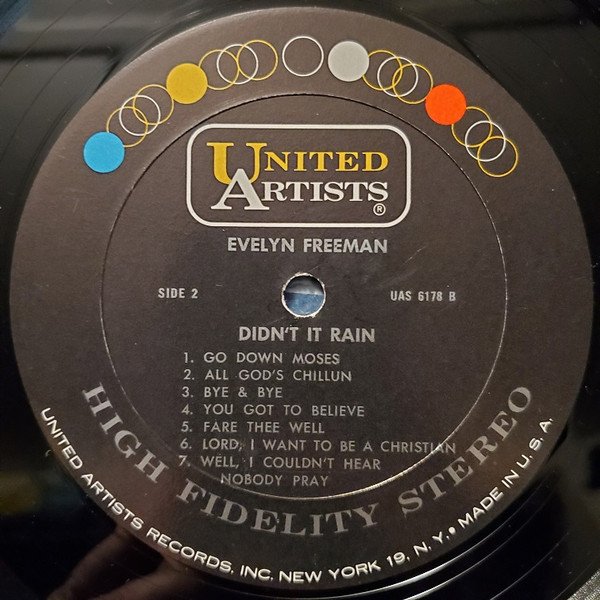 UNITED
ARTISTS
®
EVELYN FREEMAN
SIDE 2
UAS 6178 B
DIDN'T IT RAIN
1. GO DOWN MOSES
2. ALL GOD'S CHILLUN
3. BYE & BYE
4. YOU GOT TO BELIEVE
5. FARE THEE WELL
6. LORD, I WANT TO BE A CHRISTIAN
7. WELL, I COULDN'T HEAR
NOBODY PRAY
HIGH FIDELITY STEREO
UNITED ARTISTS RECORDS, INC. NEW YORK 19, N.Y. • MADE IN U.S.A.